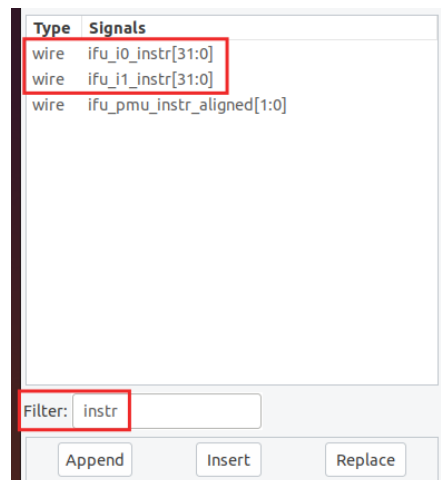 Type Signals
wire ifu_i0_instr[31:0]
wire ifu_i1_instr[31:0]
wire ifu_pmu_instr_aligned[1:0]
Filter: instr
Append Insert Replace